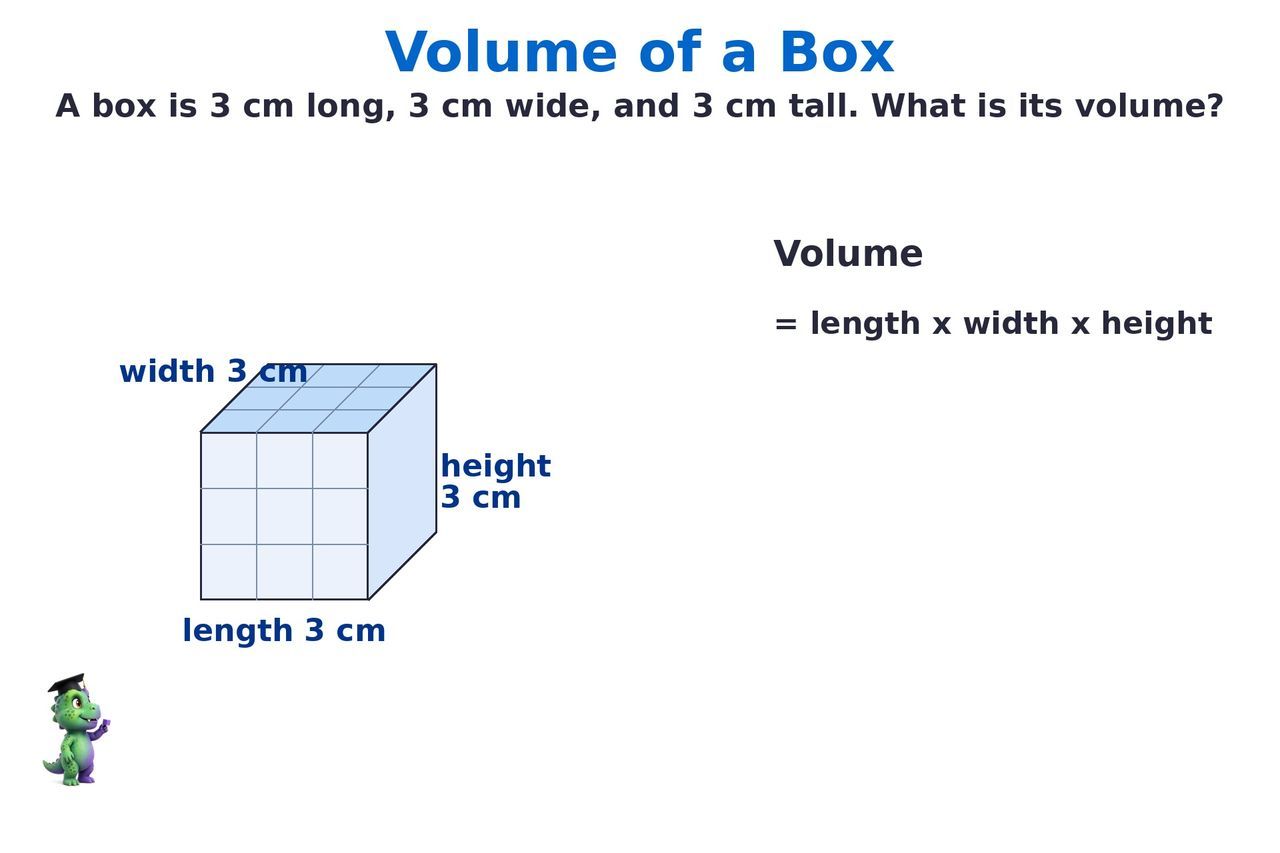 Volume of a Box
A box is 3 cm long, 3 cm wide, and 3 cm tall. What is its volume?
Volume
= length x width x height
width 3 cm
height
3 cm
length 3 cm